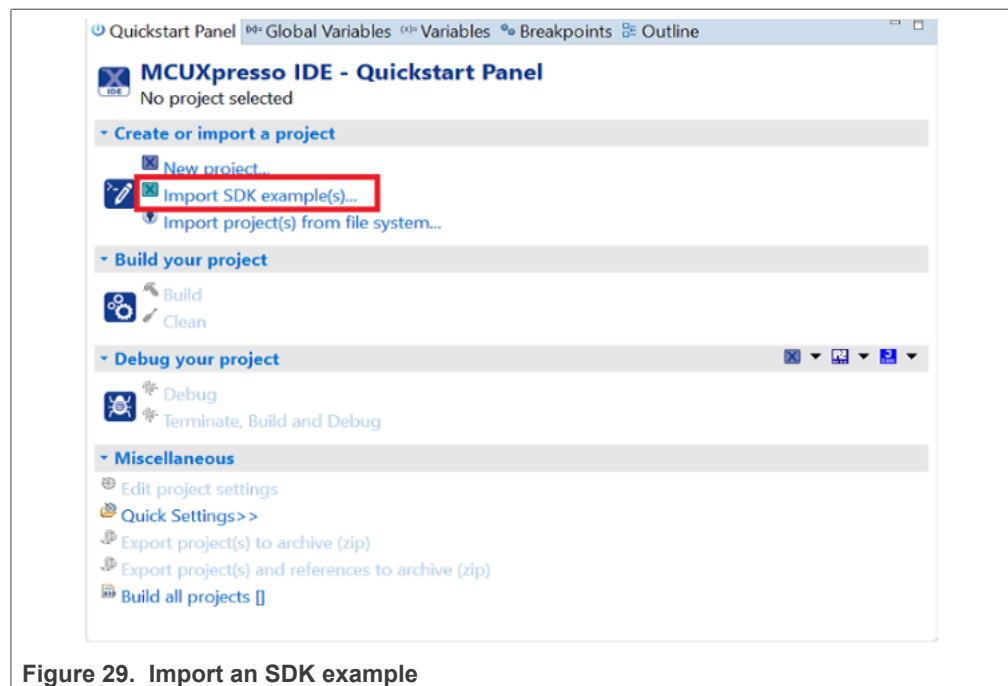 Quickstart Panel (x)= Global Variables (x)= Variables Breakpoints Outline
MCUXpresso IDE - Quickstart Panel
IDE
No project selected
Create or import a project
New project...
Import SDK example(s)...
Import project(s) from file system...
Build your project
Build
Clean
Debug your project
Debug
Terminate, Build and Debug
Miscellaneous
Edit project settings
Quick Settings>>
Export project(s) to archive (zip)
Export project(s) and references to archive (zip)
Build all projects []
Figure 29. Import an SDK example